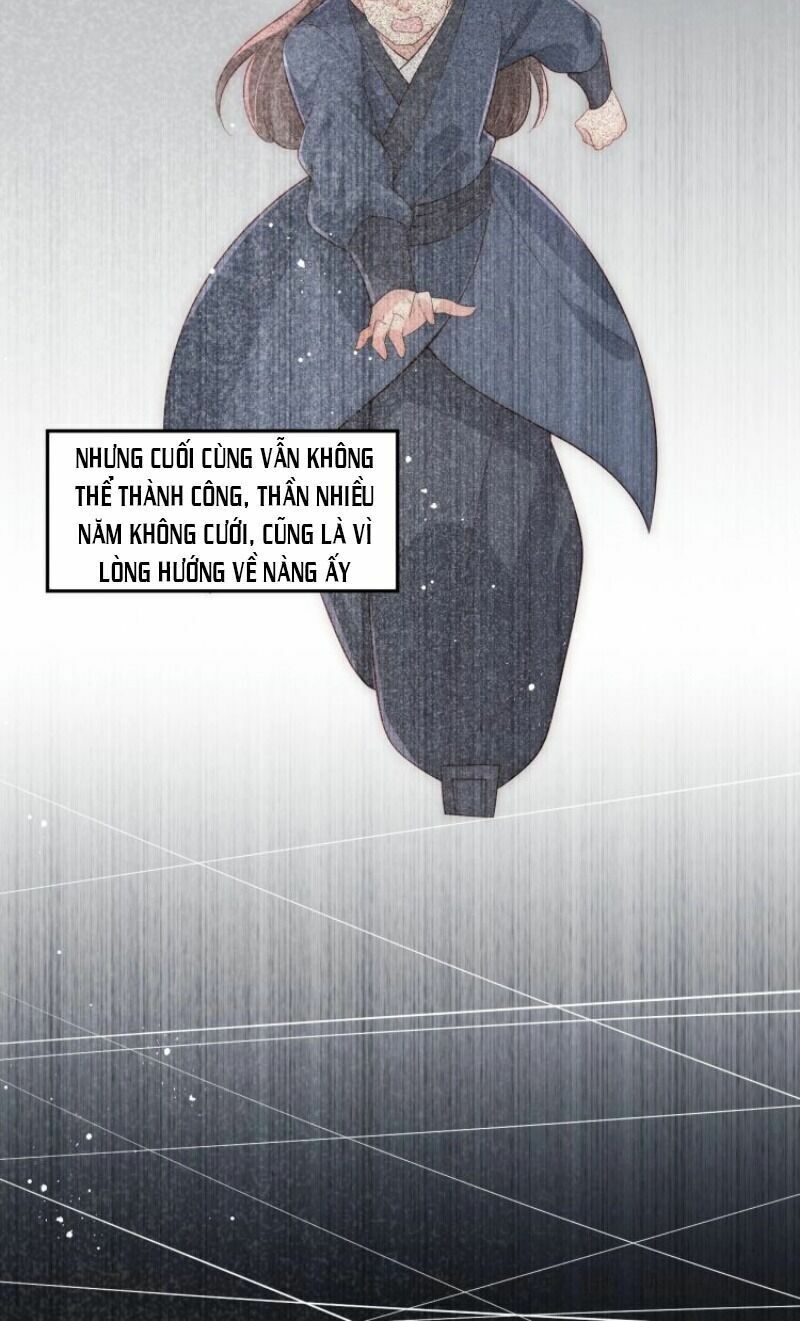 NHƯNG CUỐI CÙNG VẪN KHÔNG
THỂ THÀNH CÔNG, THẦN NHIỀU
NĂM KHÔNG CƯỚI, CŨNG LÀ VÌ
LÒNG HƯỚNG VỀ NÀNG ẤY